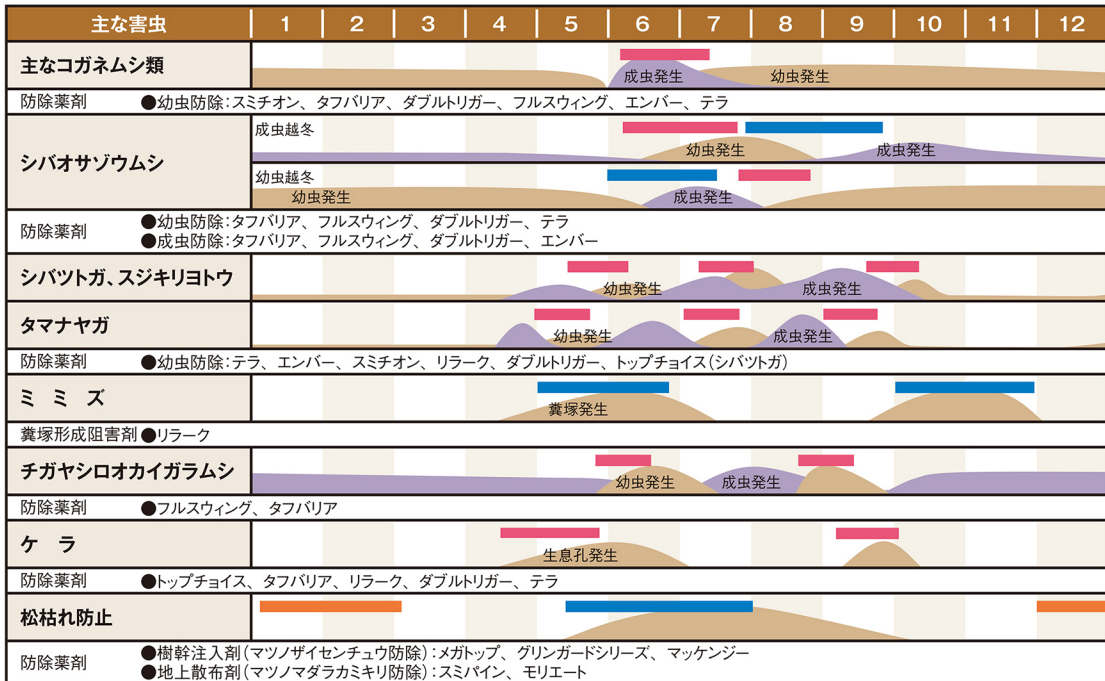 主な害虫 1 2 3 4 5 6 7 8 9 10 11 12
主なコガネムシ類 成虫発生 幼虫発生
防除薬剤 ●幼虫防除：スミチオン、タフバリア、ダブルトリガー、フルスウィング、エンバー、テラ
シバオサゾウムシ
成虫越冬 幼虫発生 成虫発生
幼虫越冬 幼虫発生 成虫発生
防除薬剤
●幼虫防除：タフバリア、フルスウィング、ダブルトリガー、テラ
●成虫防除：タフバリア、フルスウィング、ダブルトリガー、エンバー
シバツトガ、スジキリヨトウ 幼虫発生 成虫発生
タマナヤガ 幼虫発生 成虫発生
防除薬剤 ●幼虫防除：テラ、エンバー、スミチオン、リラーク、ダブルトリガー、トップチョイス（シバツトガ）
ミミズ 糞塚発生
糞塚形成阻害剤 ●リラーク
チガヤシロオカイガラムシ 幼虫発生 成虫発生
防除薬剤 ●フルスウィング、タフバリア
ケラ 生息孔発生
防除薬剤 ●トップチョイス、タフバリア、リラーク、ダブルトリガー、テラ
松枯れ防止
防除薬剤
●樹幹注入剤（マツノザイセンチュウ防除）：メガトップ、グリンガードシリーズ、マッケンジー
●地上散布剤（マツノマダラカミキリ防除）：スミパイン、モリエート